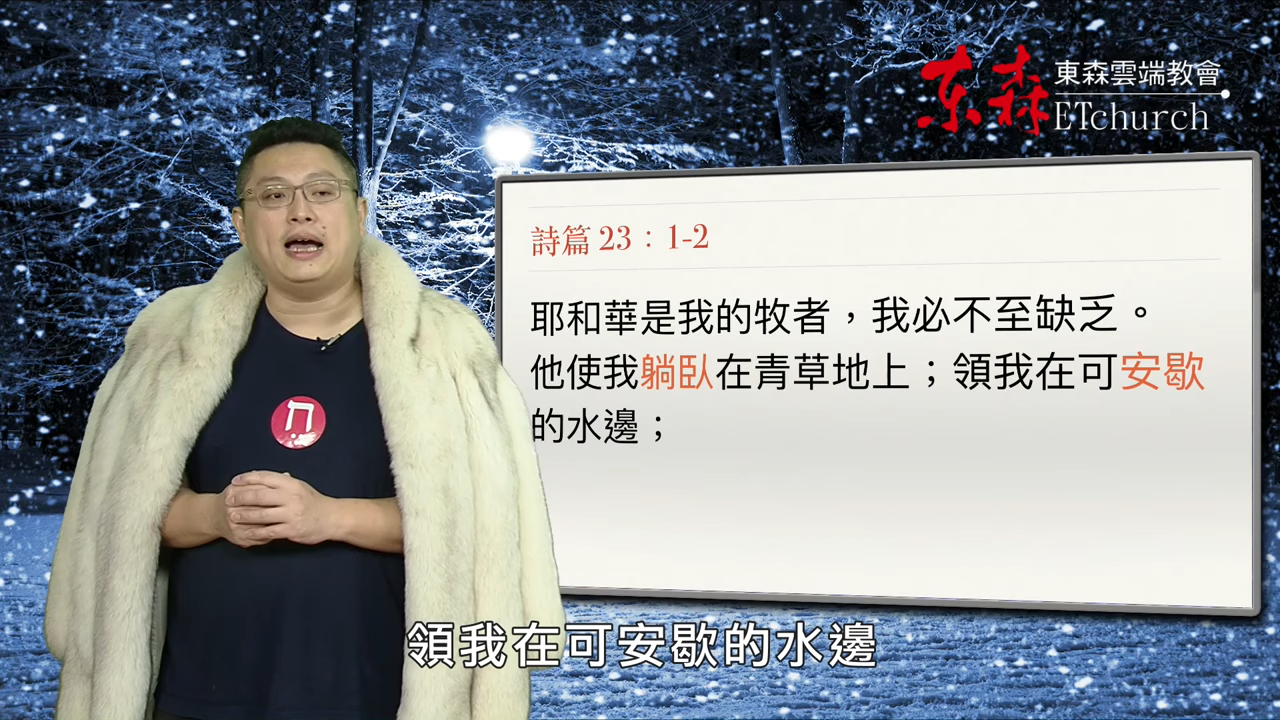 东森
東森雲端教會
ETchurch
詩篇 23：1-2
耶和華是我的牧者，我必不至缺乏。
他使我躺臥在青草地上；領我在可安歇
的水邊；
ת
領我在可安歇的水邊